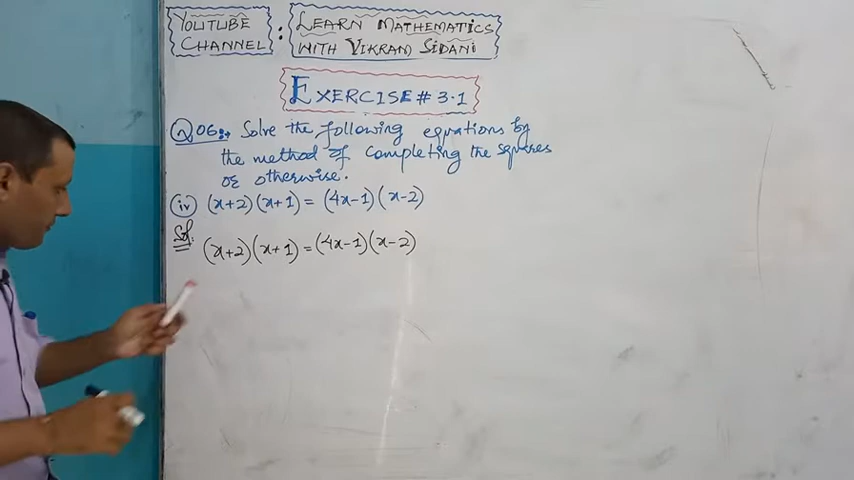 YOUTUBE CHANNEL : LEARN MATHEMATICS WITH VIKRAM SIDANI
EXERCISE # 3.1
Q06:- Solve the following equations by
the method of completing the squares
or otherwise.
(iv) (x+2)(x+1) = (4x-1)(x-2)
Sol:
(x+2)(x+1) = (4x-1)(x-2)